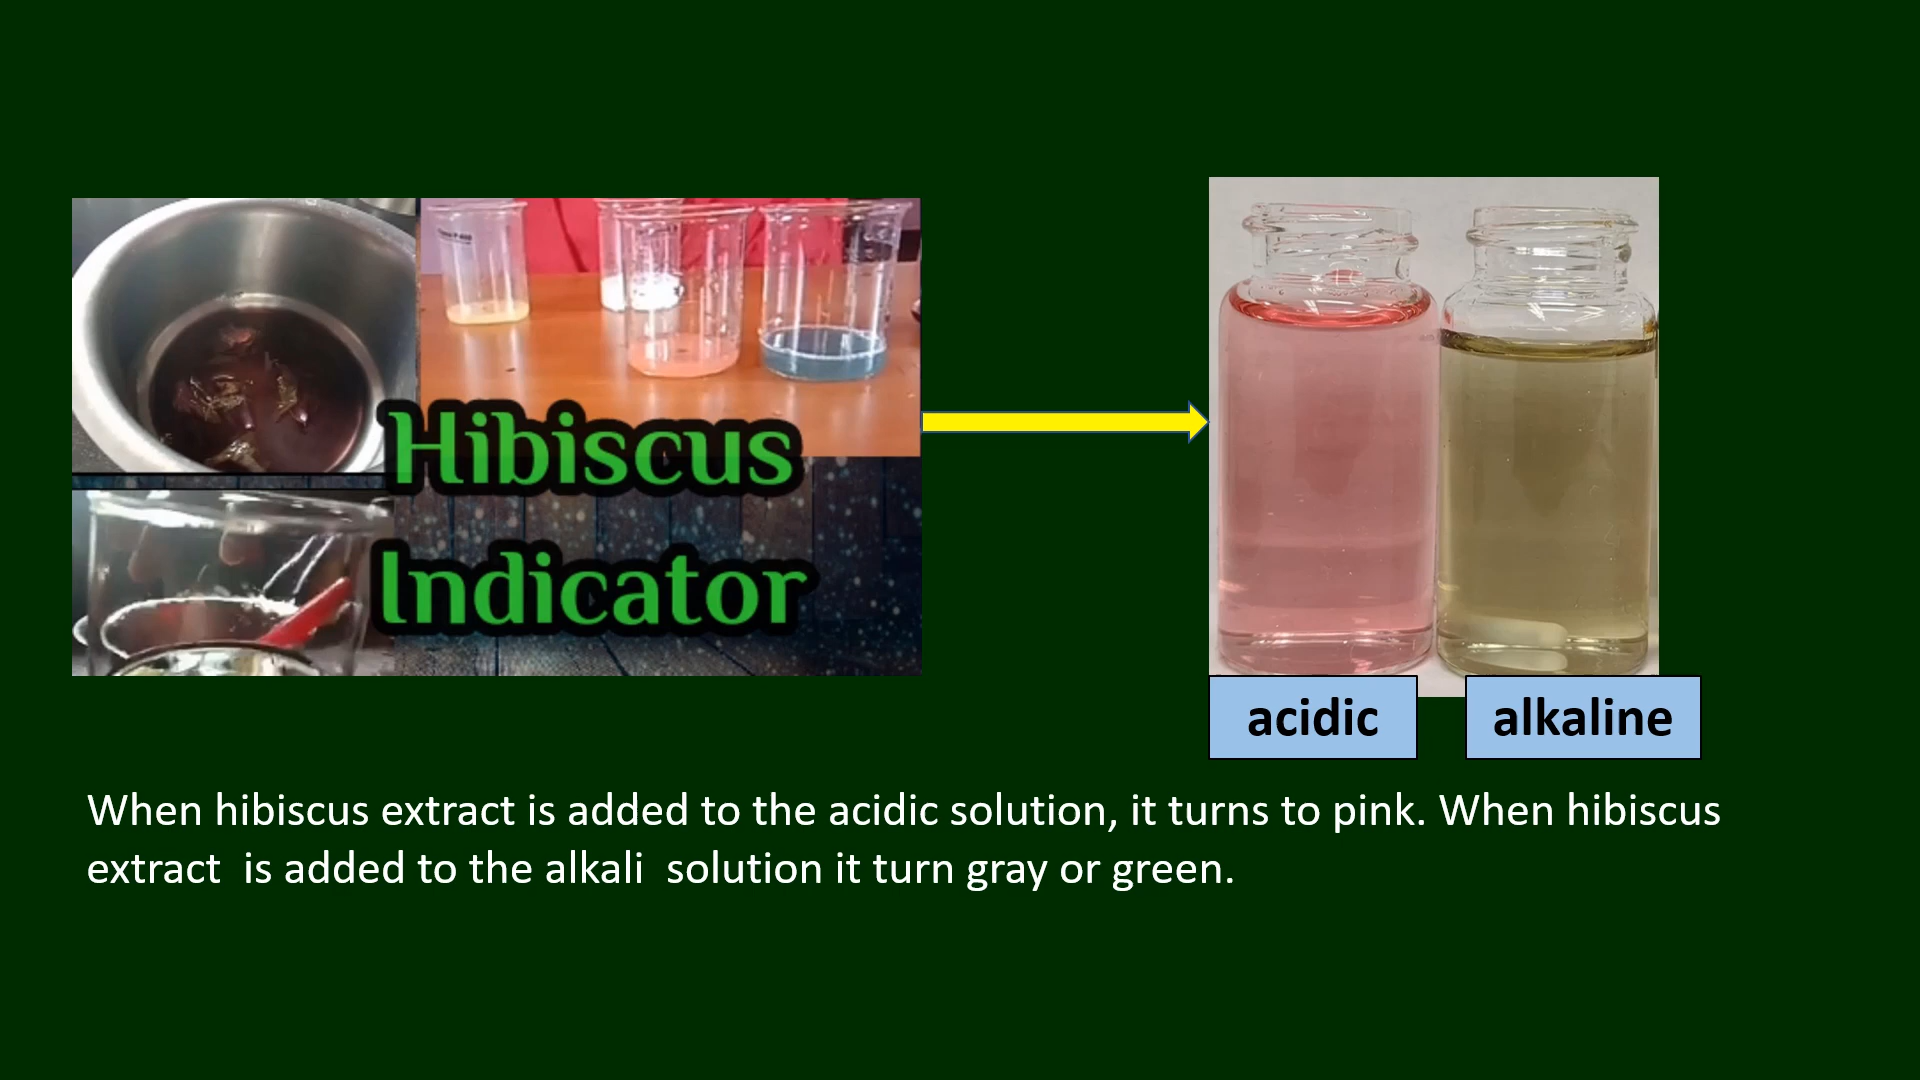 Hibiscus
Indicator
acidic
alkaline
When hibiscus extract is added to the acidic solution, it turns to pink. When hibiscus
extract  is added to the alkali  solution it turn gray or green.